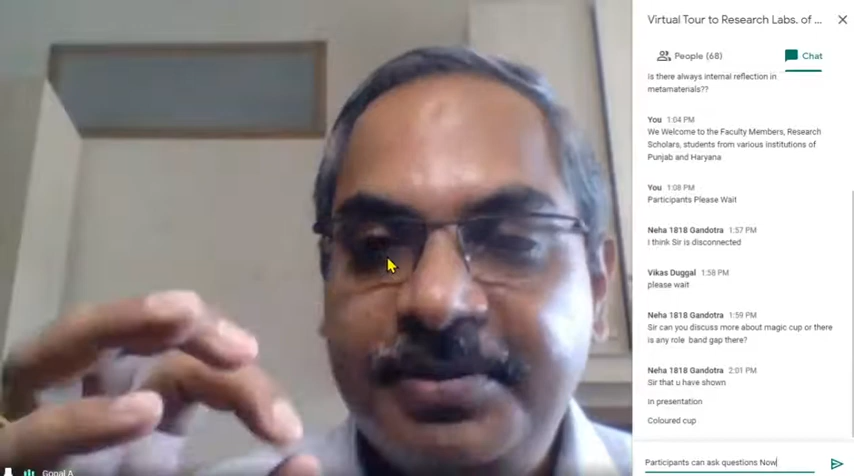 Virtual Tour to Research Labs. of ...
People (68)
Chat
Is there always internal reflection in
metamaterials??
You 1:04 PM
We Welcome to the Faculty Members, Research
Scholars, students from various institutions of
Punjab and Haryana
You 1:08 PM
Participants Please Wait
Neha 1818 Gandotra 1:57 PM
I think Sir is disconnected
Vikas Duggal 1:58 PM
please wait
Neha 1818 Gandotra 1:59 PM
Sir can you discuss more about magic cup or there
is any role band gap there?
Neha 1818 Gandotra 2:01 PM
Sir that u have shown
In presentation
Coloured cup
Participants can ask questions Now
Gopal A